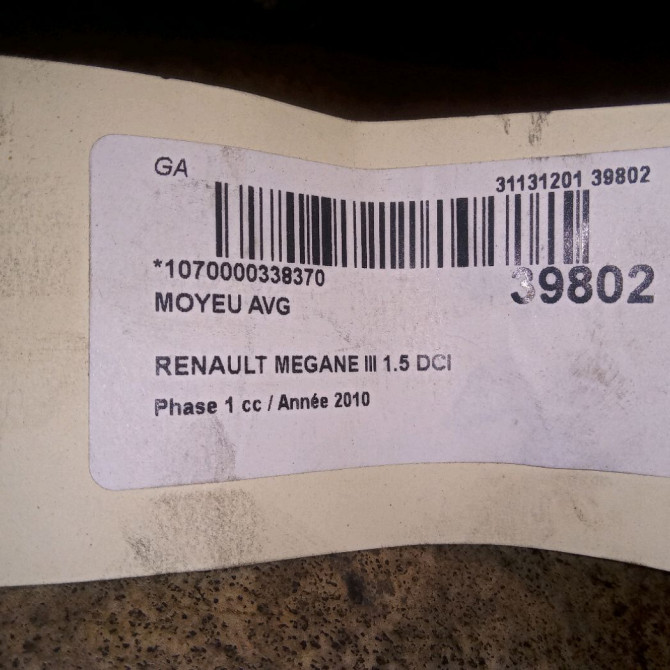 GA
31131201 39802
*1070000338370
39802
MOYEU AVG
RENAULT MEGANE III 1.5 DCI
Phase 1 cc / Année 2010